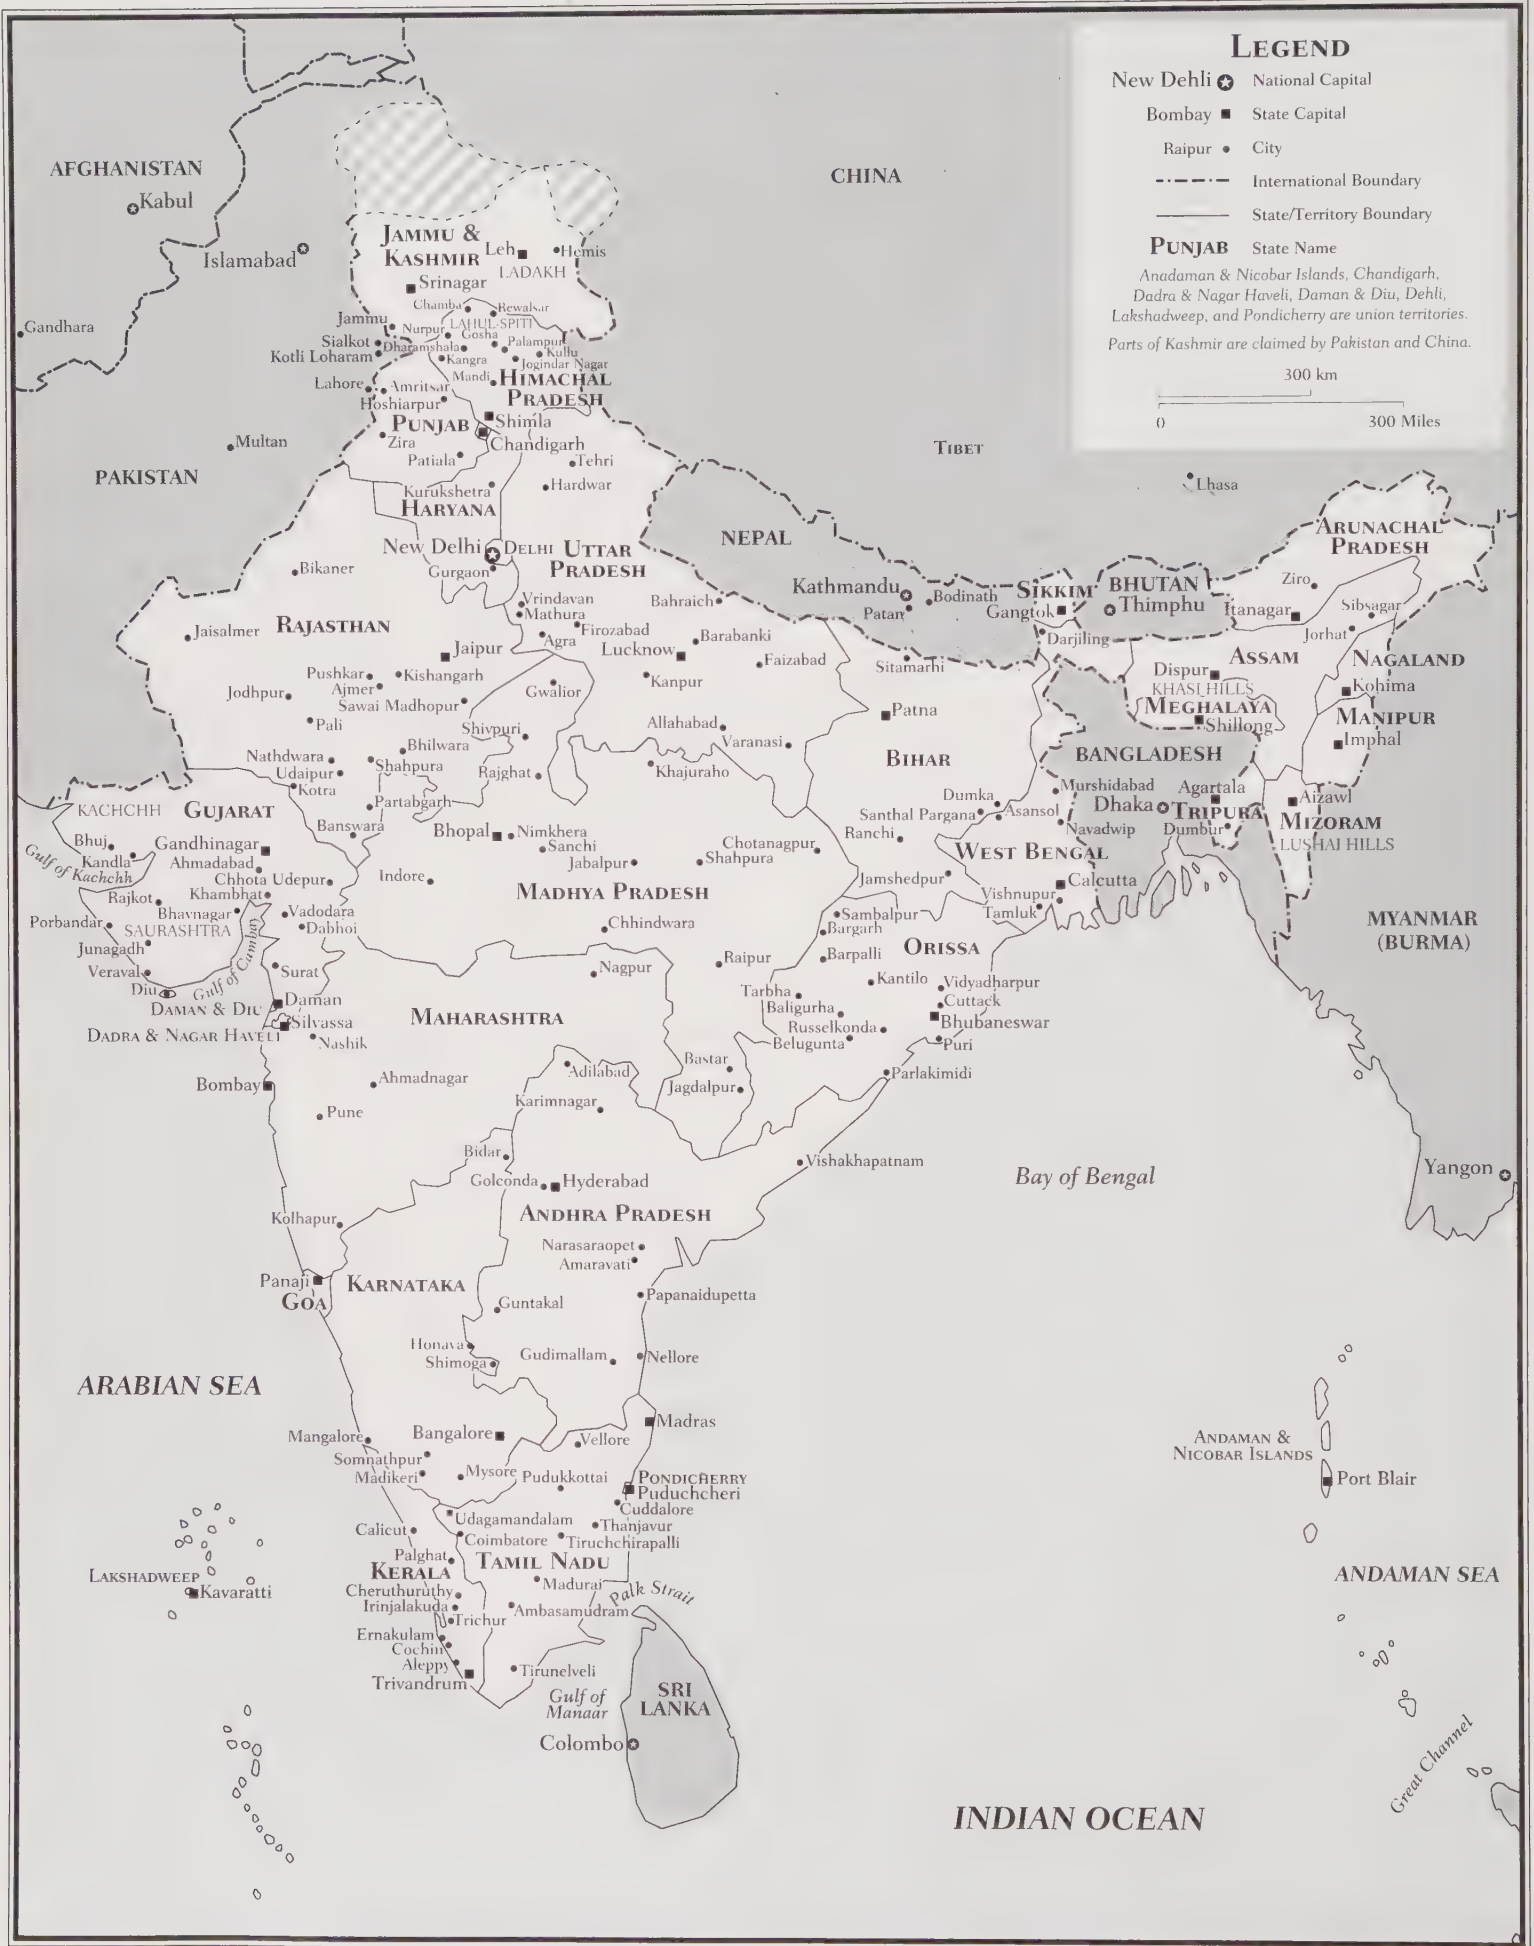 LEGEND
New Dehli National Capital
Bombay State Capital
Raipur City
International Boundary
State/Territory Boundary
PUNJAB State Name
Anadaman & Nicobar Islands, Chandigarh,
Dadra & Nagar Haveli, Daman & Diu, Dehli,
Lakshadweep, and Pondicherry are union territories.
Parts of Kashmir are claimed by Pakistan and China.
300 km
0 300 Miles
AFGHANISTAN
Kabul
CHINA
Islamabad
JAMMU &
KASHMIR
Leh
Hemis
LADAKH
Srinagar
Gandhara
Chamba
Rewalsar
Jammu
Nurpur
LAHUL-SPITI
Gosha
Sialkot
Dharamshala
Palampur
Kotli Loharam
Kangra
Kullu
Jogindar Nagar
Lahore
Amritsar
Mandi
HIMACHAL
PRADESH
Hoshiarpur
PUNJAB
Shimla
Zira
Chandigarh
Multan
Patiala
Tehri
TIBET
PAKISTAN
Kurukshetra
Hardwar
Lhasa
HARYANA
NEPAL
ARUNACHAL
PRADESH
New Delhi
DELHI
UTTAR
PRADESH
Gurgaon
Bikaner
Kathmandu
Bodinath
Patan
SIKKIM
Gangtok
BHUTAN
Thimphu
Ziro
Itanagar
Sibsagar
Vrindavan
Mathura
Bahraich
Jaisalmer
RAJASTHAN
Firozabad
Agra
Barabanki
Darjiling
Jorhat
Jaipur
Lucknow
Faizabad
Sitamarhi
ASSAM
NAGALAND
Dispur
Pushkar
Kishangarh
Kanpur
KHASI HILLS
Kohima
Jodhpur
Ajmer
Gwalior
MEGHALAYA
Sawai Madhopur
Patna
Shillong
MANIPUR
Pali
Shivpuri
Allahabad
Varanasi
Imphal
Nathdwara
Bhilwara
BIHAR
BANGLADESH
Udaipur
Shahpura
Rajghat
Khajuraho
Kotra
Murshidabad
Agartala
KACHCHH
GUJARAT
Partabgarh
Dumka
Dhaka
Aizawl
Santhal Pargana
Asansol
TRIPURA
MIZORAM
Banswara
Bhopal
Nimkhera
Ranchi
Navadwip
Dumbur
Bhuj
Gandhinagar
Sanchi
Chotanagpur
WEST BENGAL
LUSHAI HILLS
Kandla
Gulf of Kachchh
Ahmadabad
Jabalpur
Shahpura
Chhota Udepur
Indore
Jamshedpur
Calcutta
Khambhat
MADHYA PRADESH
Vishnupur
Rajkot
Bhavnagar
Vadodara
Sambalpur
Tamluk
Porbandar
SAURASHTRA
Dabhoi
Chhindwara
Bargarh
MYANMAR
(BURMA)
Junagadh
ORISSA
Gulf of Cambay
Veraval
Surat
Nagpur
Raipur
Barpalli
Diu
Kantilo
Vidyadharpur
DAMAN & DIU
Daman
Tarbha
Cuttack
Baligurha
MAHARASHTRA
Silvassa
Bhubaneswar
DADRA & NAGAR HAVELI
Russelkonda
Nashik
Belugunta
Puri
Bastar
Bombay
Ahmadnagar
Adilabad
Parlakimidi
Jagdalpur
Pune
Karimnagar
Bidar
Vishakhapatnam
Bay of Bengal
Yangon
Golconda
Hyderabad
Kolhapur
ANDHRA PRADESH
Narasaraopet
Amaravati
Panaji
GOA
KARNATAKA
Papanaidupetta
Guntakal
Honava
Shimoga
Gudimallam
Nellore
ARABIAN SEA
Madras
Mangalore
Bangalore
Vellore
ANDAMAN &
NICOBAR ISLANDS
Somnathpur
Madikeri
Mysore
Pudukkottai
PONDICHERRY
Puduchcheri
Port Blair
Cuddalore
Udagamandalam
Thanjavur
Calicut
Coimbatore
Tiruchchirapalli
Palghat
KERALA
TAMIL NADU
ANDAMAN SEA
LAKSHADWEEP
Kavaratti
Madurai
Cheruthuruthy
Palk Strait
Irinjalakuda
Ambasamudram
Trichur
Ernakulam
Cochin
Aleppy
Trivandrum
Tirunelveli
Gulf of
Manaar
SRI
LANKA
Colombo
Great Channel
INDIAN OCEAN